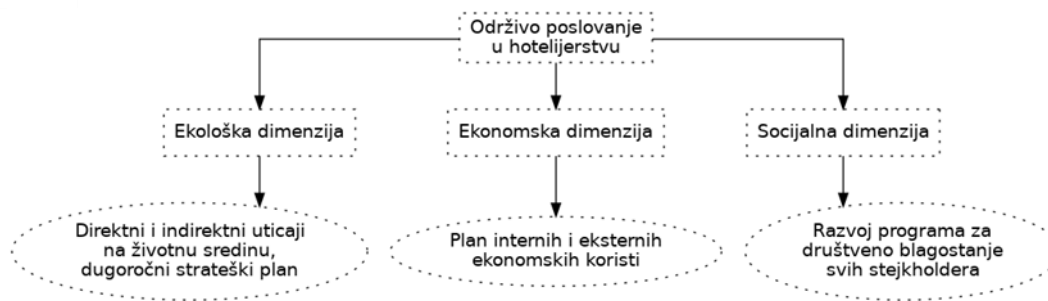 Održivo poslovanje
u hotelijerstvu
Ekološka dimenzija
Ekonomska dimenzija
Socijalna dimenzija
Direktni i indirektni uticaji
na životnu sredinu,
dugoročni strateški plan
Plan internih i eksternih
ekonomskih koristi
Razvoj programa za
društveno blagostanje
svih stejkholdera